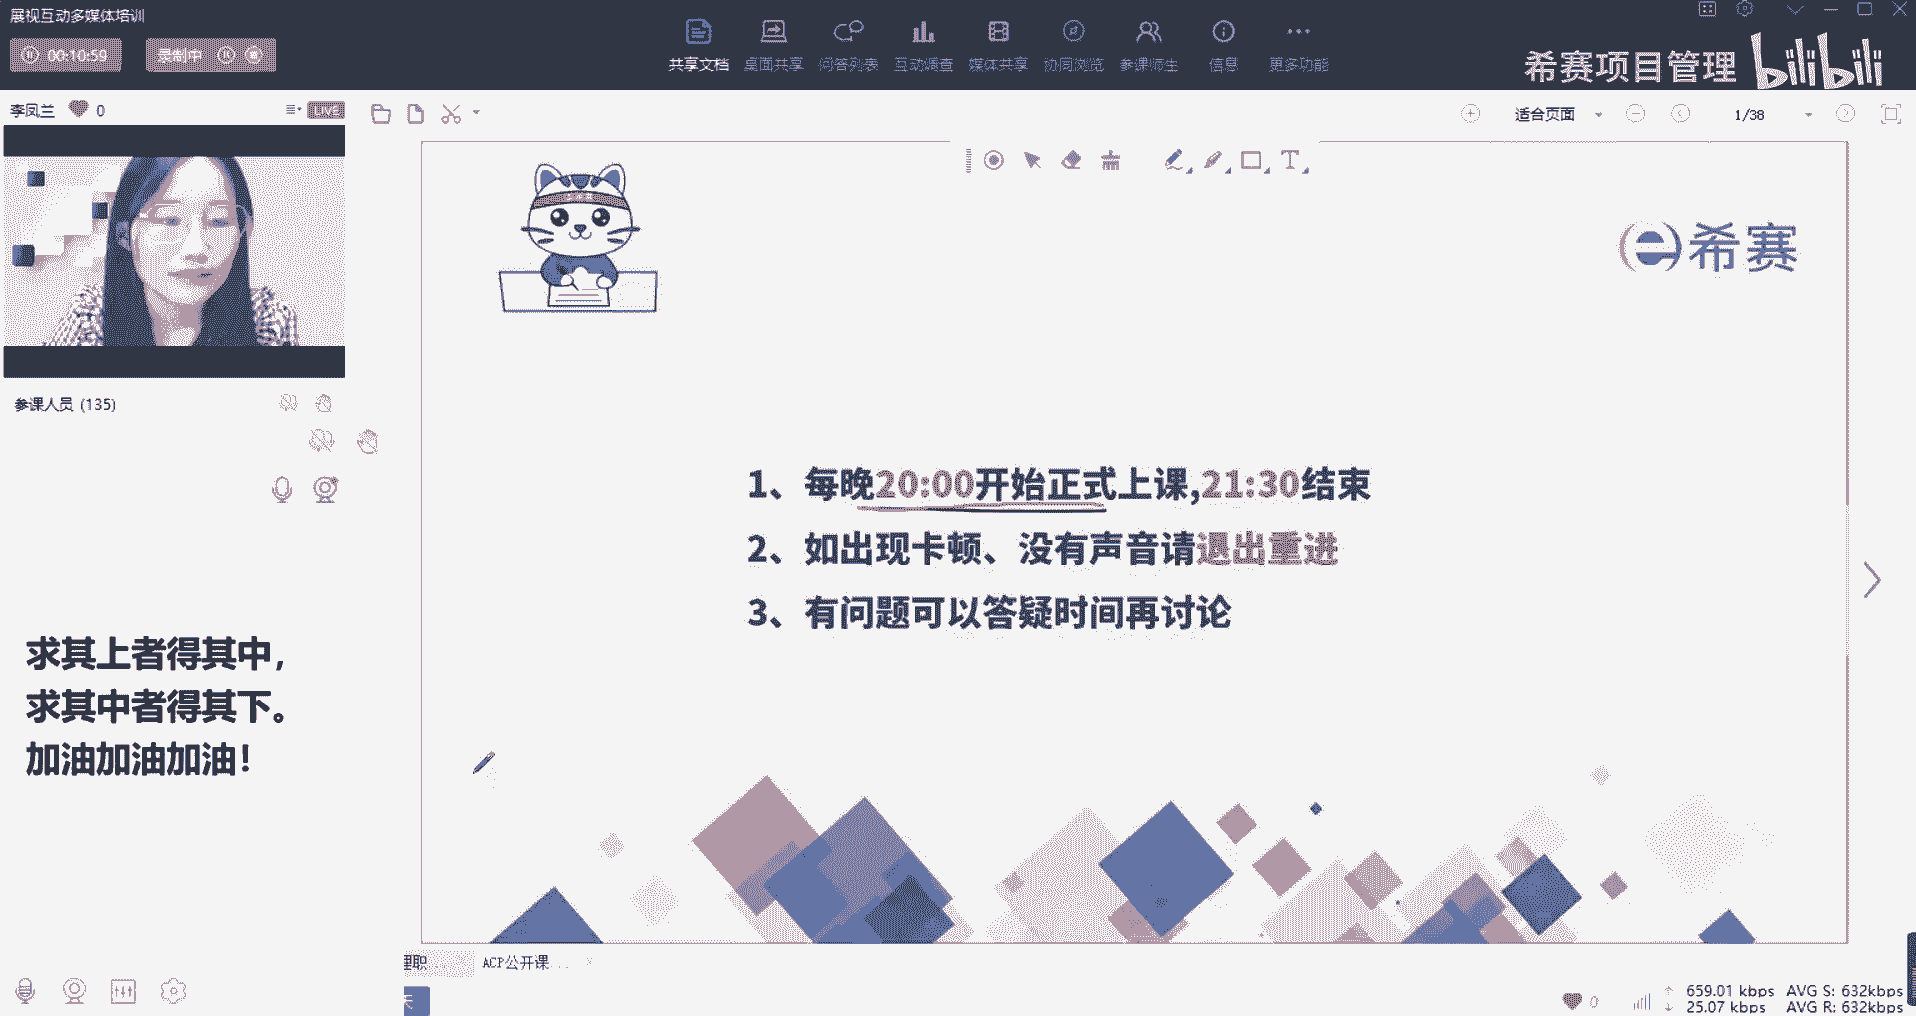 展视互动多媒体培训
00:10:59
录制中
共享文档
桌面共享
问答列表
互动调查
媒体共享
协同浏览
参课师生
信息
更多功能
希赛项目管理
bilibili
李凤兰
0
LIVE
适合页面
1/38
希赛
参课人员 (135)
1、每晚20:00开始正式上课,21:30结束
2、如出现卡顿、没有声音请退出重进
3、有问题可以答疑时间再讨论
求其上者得其中，
求其中者得其下。
加油加油加油！
理职
ACP公开课...
0
659.01 kbps AVG S: 632kbps
25.07 kbps AVG R: 632kbps